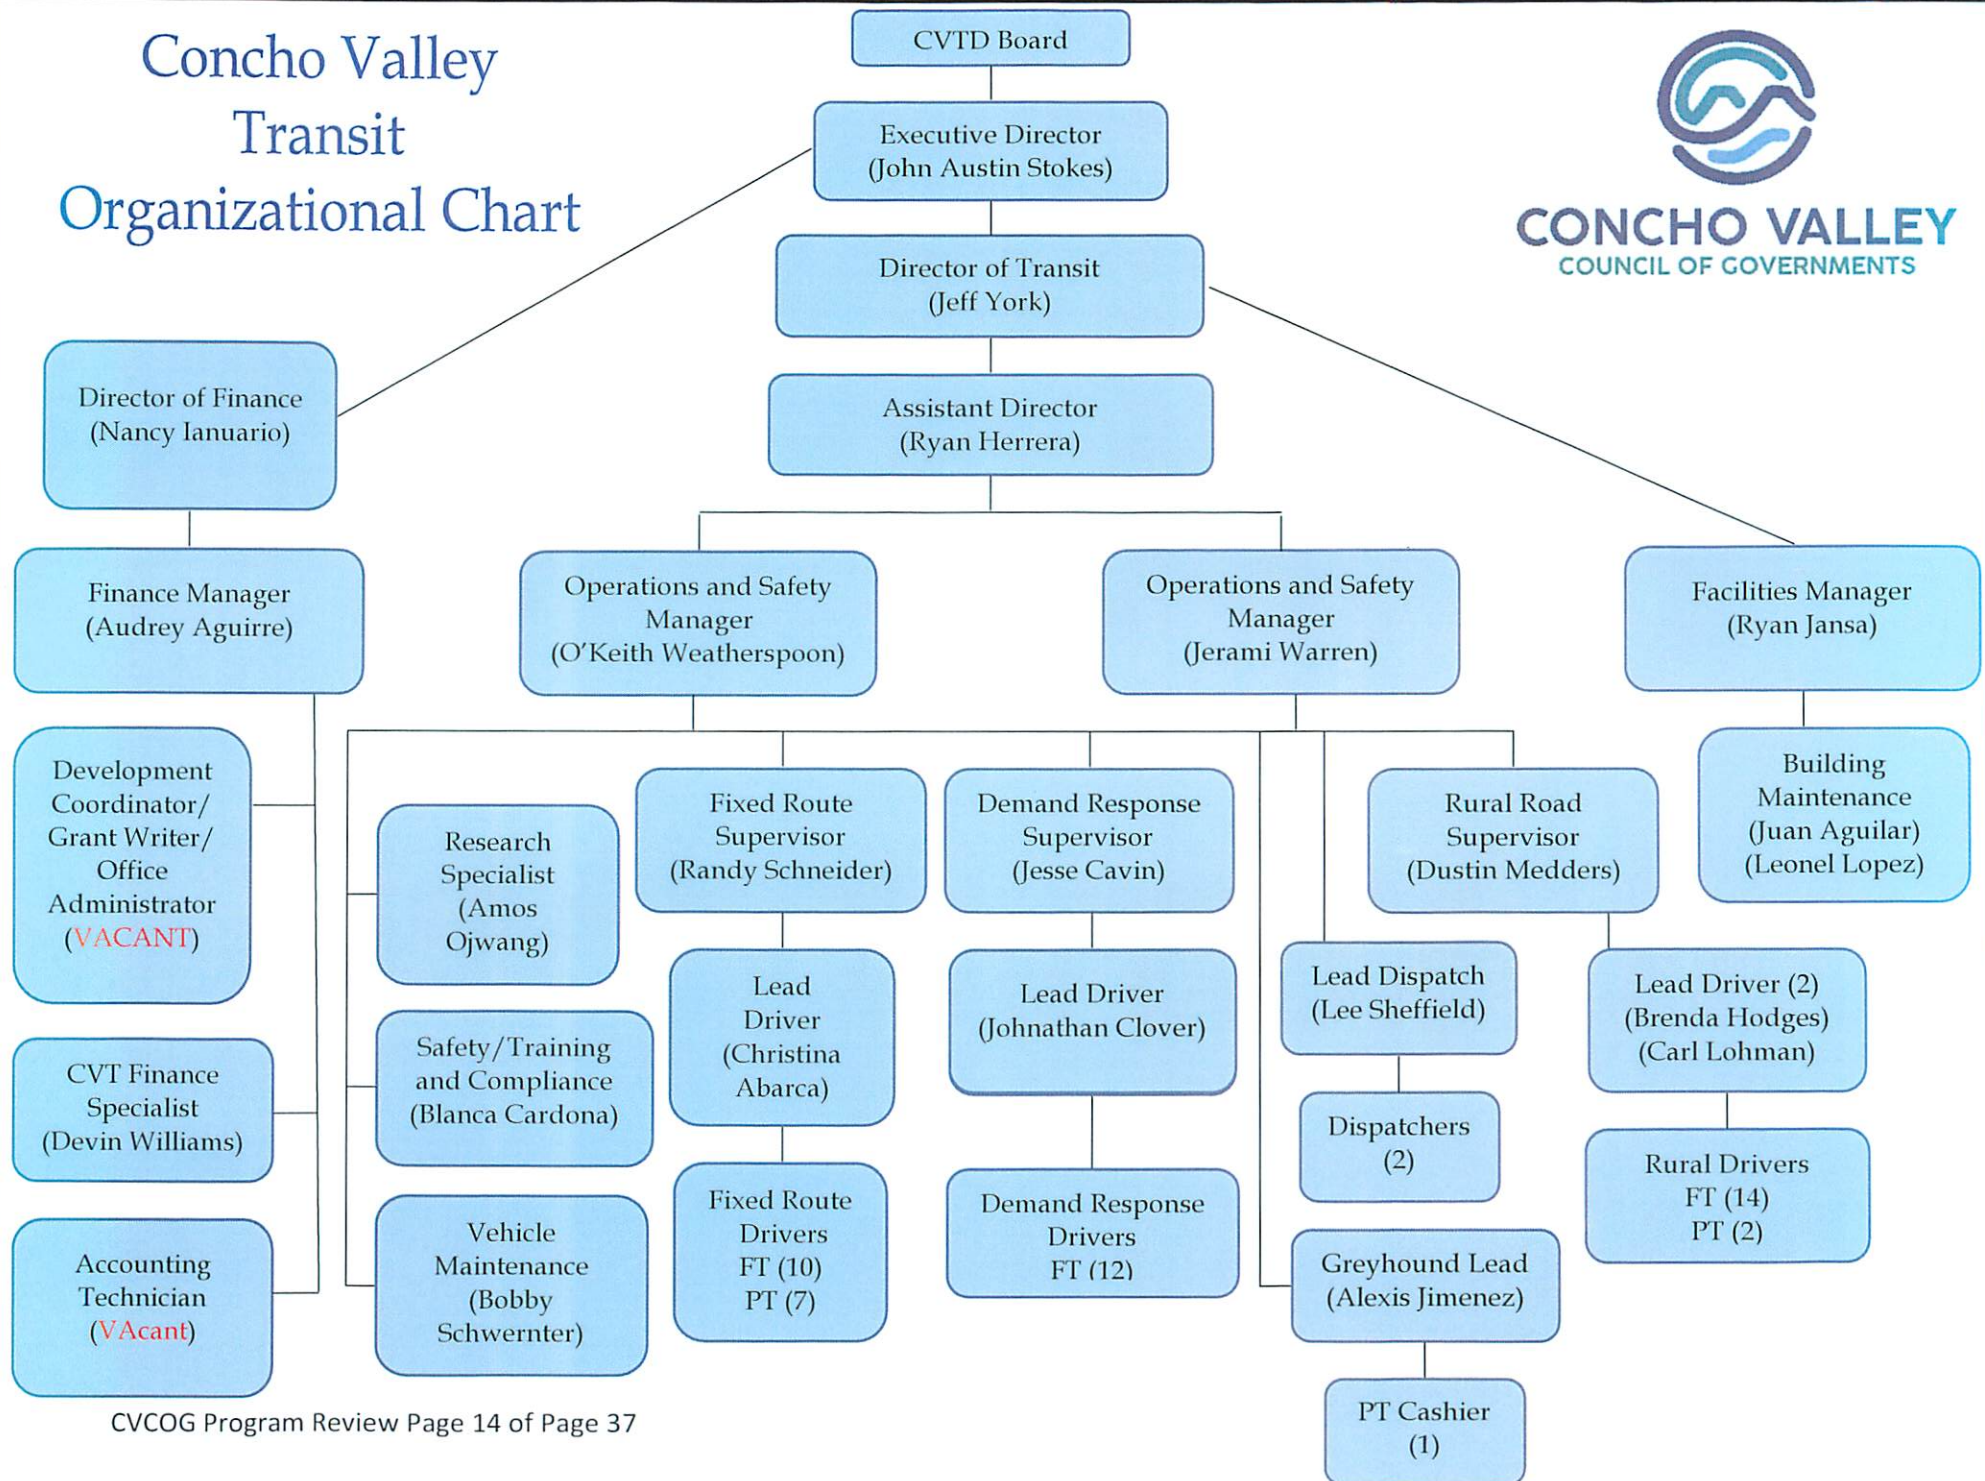 Concho Valley
Transit
Organizational Chart
CVTD Board
CONCHO VALLEY
COUNCIL OF GOVERNMENTS
Executive Director
(John Austin Stokes)
Director of Transit
(Jeff York)
Director of Finance
(Nancy Ianuario)
Assistant Director
(Ryan Herrera)
Finance Manager
(Audrey Aguirre)
Operations and Safety
Manager
(O'Keith Weatherspoon)
Operations and Safety
Manager
(Jerami Warren)
Facilities Manager
(Ryan Jansa)
Development
Coordinator/
Grant Writer/
Office
Administrator
(VACANT)
CVT Finance
Specialist
(Devin Williams)
Accounting
Technician
(VAcant)
Research
Specialist
(Amos
Ojwang)
Safety/Training
and Compliance
(Blanca Cardona)
Vehicle
Maintenance
(Bobby
Schwernter)
Fixed Route
Supervisor
(Randy Schneider)
Lead
Driver
(Christina
Abarca)
Fixed Route
Drivers
FT (10)
PT (7)
Demand Response
Supervisor
(Jesse Cavin)
Lead Driver
(Johnathan Clover)
Demand Response
Drivers
FT (12)
Lead Dispatch
(Lee Sheffield)
Dispatchers
(2)
Greyhound Lead
(Alexis Jimenez)
PT Cashier
(1)
Rural Road
Supervisor
(Dustin Medders)
Lead Driver (2)
(Brenda Hodges)
(Carl Lohman)
Rural Drivers
FT (14)
PT (2)
Building
Maintenance
(Juan Aguilar)
(Leonel Lopez)
CVCOG Program Review Page 14 of Page 37